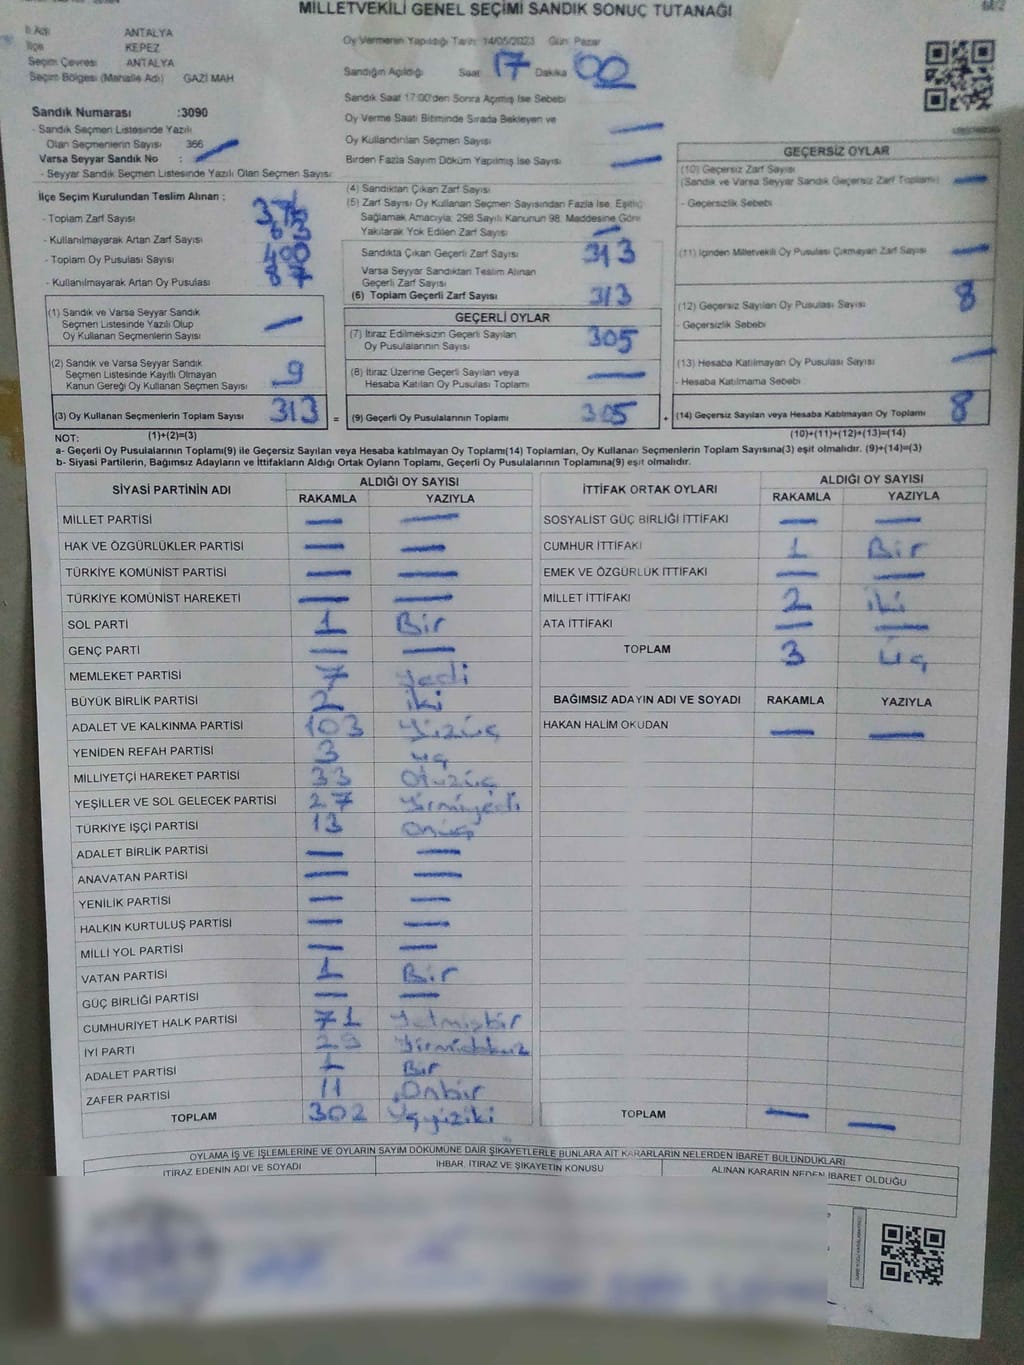 MİLLETVEKİLİ GENEL SEÇİMİ SANDIK SONUÇ TUTANAĞI
İl Adı ANTALYA
İlçe KEPEZ
Seçim Çevresi ANTALYA
Seçim Bölgesi (Mahalle Adı) GAZİ MAH
Oy Vermenin Yapıldığı Tarih: 14/05/2023 Gün: Pazar
Sandığın Açıldığı Saat 17 Dakika 00
Sandık Saat 17:00'den Sonra Açılmış İse Sebebi
Oy Verme Saati Bitiminde Sırada Bekleyen ve
Oy Kullandırılan Seçmen Sayısı —
Birden Fazla Sayım Döküm Yapılmış İse Sayısı —
Sandık Numarası :3090
- Sandık Seçmen Listesinde Yazılı
Olan Seçmenlerin Sayısı 366
Varsa Seyyar Sandık No : —
- Seyyar Sandık Seçmen Listesinde Yazılı Olan Seçmen Sayısı
İlçe Seçim Kurulundan Teslim Alınan :
- Toplam Zarf Sayısı 376
- Kullanılmayarak Artan Zarf Sayısı 63
- Toplam Oy Pusulası Sayısı 400
- Kullanılmayarak Artan Oy Pusulası 87
(1) Sandık ve Varsa Seyyar Sandık
Seçmen Listesinde Yazılı Olup
Oy Kullanan Seçmenlerin Sayısı —
(2) Sandık ve Varsa Seyyar Sandık
Seçmen Listesinde Kayıtlı Olmayan
Kanun Gereği Oy Kullanan Seçmen Sayısı 9
(3) Oy Kullanan Seçmenlerin Toplam Sayısı 313 =
(4) Sandıktan Çıkan Zarf Sayısı
(5) Zarf Sayısı Oy Kullanan Seçmen Sayısından Fazla İse, Eşitliği
Sağlamak Amacıyla; 298 Sayılı Kanunun 98. Maddesine Göre
Yakılarak Yok Edilen Zarf Sayısı —
Sandıkta Çıkan Geçerli Zarf Sayısı 313
Varsa Seyyar Sandıktan Teslim Alınan
Geçerli Zarf Sayısı
(6) Toplam Geçerli Zarf Sayısı 313
GEÇERLİ OYLAR
(7) İtiraz Edilmeksizin Geçerli Sayılan
Oy Pusulalarının Sayısı 305
(8) İtiraz Üzerine Geçerli Sayılan veya
Hesaba Katılan Oy Pusulası Toplamı —
(9) Geçerli Oy Pusulalarının Toplamı 305 +
GEÇERSİZ OYLAR
(10) Geçersiz Zarf Sayısı
(Sandık ve Varsa Seyyar Sandık Geçersiz Zarf Toplamı) —
- Geçersizlik Sebebi
(11) İçinden Milletvekili Oy Pusulası Çıkmayan Zarf Sayısı —
(12) Geçersiz Sayılan Oy Pusulası Sayısı 8
- Geçersizlik Sebebi
(13) Hesaba Katılmayan Oy Pusulası Sayısı —
- Hesaba Katılmama Sebebi
(14) Geçersiz Sayılan veya Hesaba Katılmayan Oy Toplamı 8
NOT: (1)+(2)=(3) (10)+(11)+(12)+(13)=(14)
a- Geçerli Oy Pusulalarının Toplamı(9) ile Geçersiz Sayılan veya Hesaba katılmayan Oy Toplamı(14) Toplamları, Oy Kullanan Seçmenlerin Toplam Sayısına(3) eşit olmalıdır. (9)+(14)=(3)
b- Siyasi Partilerin, Bağımsız Adayların ve İttifakların Aldığı Ortak Oyların Toplamı, Geçerli Oy Pusulalarının Toplamına(9) eşit olmalıdır.
SİYASİ PARTİNİN ADI ALDIĞI OY SAYISI
RAKAMLA YAZIYLA
MİLLET PARTİSİ — —
HAK VE ÖZGÜRLÜKLER PARTİSİ — —
TÜRKİYE KOMÜNİST PARTİSİ — —
TÜRKİYE KOMÜNİST HAREKETİ — —
SOL PARTİ 1 Bir
GENÇ PARTİ — —
MEMLEKET PARTİSİ 7 Yedi
BÜYÜK BİRLİK PARTİSİ 2 iki
ADALET VE KALKINMA PARTİSİ 103 Yüzüç
YENİDEN REFAH PARTİSİ 3 üç
MİLLİYETÇİ HAREKET PARTİSİ 33 Otuzüç
YEŞİLLER VE SOL GELECEK PARTİSİ 27 Yirmiyedi
TÜRKİYE İŞÇİ PARTİSİ 13 Onüç
ADALET BİRLİK PARTİSİ — —
ANAVATAN PARTİSİ — —
YENİLİK PARTİSİ — —
HALKIN KURTULUŞ PARTİSİ — —
MİLLİ YOL PARTİSİ — —
VATAN PARTİSİ 1 Bir
GÜÇ BİRLİĞİ PARTİSİ — —
CUMHURİYET HALK PARTİSİ 71 Yetmişbir
İYİ PARTİ 29 Yirmidokuz
ADALET PARTİSİ 1 Bir
ZAFER PARTİSİ 11 Onbir
TOPLAM 302 Üçyüziki
İTTİFAK ORTAK OYLARI ALDIĞI OY SAYISI
RAKAMLA YAZIYLA
SOSYALİST GÜÇ BİRLİĞİ İTTİFAKI — —
CUMHUR İTTİFAKI 1 Bir
EMEK VE ÖZGÜRLÜK İTTİFAKI — —
MİLLET İTTİFAKI 2 iki
ATA İTTİFAKI — —
TOPLAM 3 Üç
BAĞIMSIZ ADAYIN ADI VE SOYADI RAKAMLA YAZIYLA
HAKAN HALİM OKUDAN — —
TOPLAM — —
OYLAMA İŞ VE İŞLEMLERİNE VE OYLARIN SAYIM DÖKÜMÜNE DAİR ŞİKAYETLERLE BUNLARA AİT KARARLARIN NELERDEN İBARET BULUNDUKLARI
İTİRAZ EDENİN ADI VE SOYADI İHBAR, İTİRAZ VE ŞİKAYETİN KONUSU ALINAN KARARIN NEDEN İBARET OLDUĞU